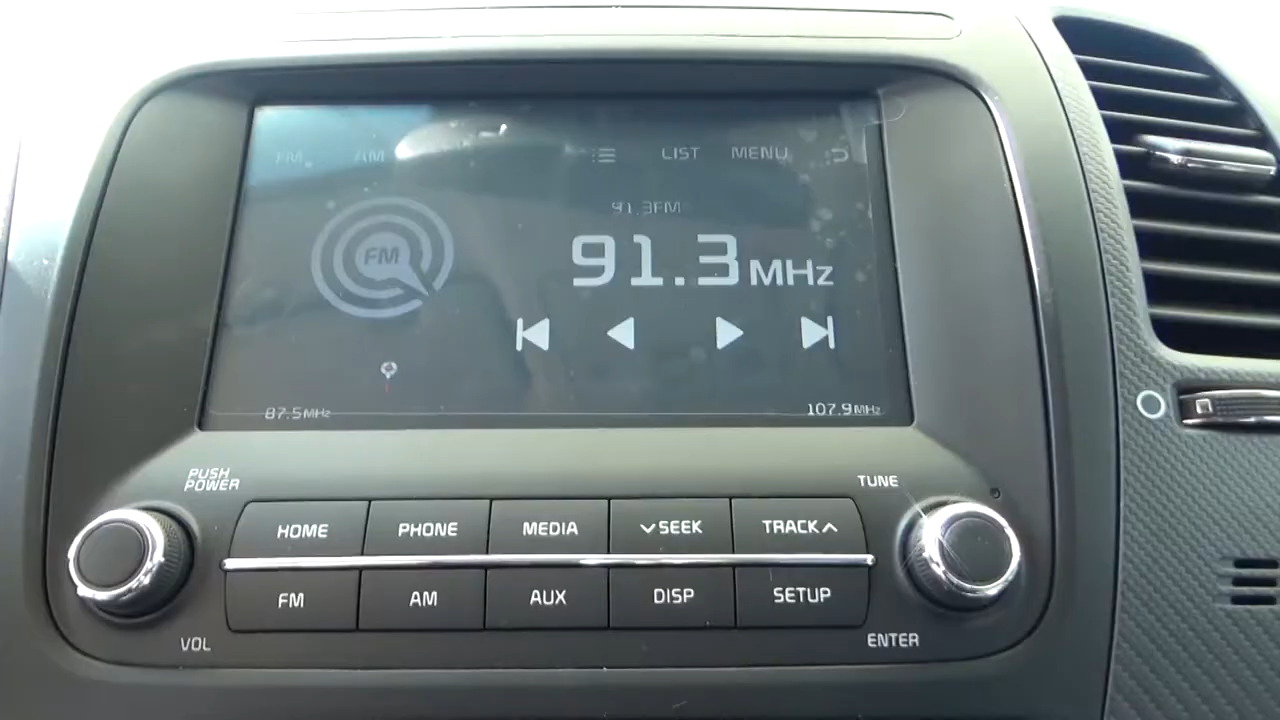 FM AM LIST MENU
91.3FM
FM
91.3 MHz
87.5MHz 107.9MHz
PUSH
POWER
TUNE
HOME PHONE MEDIA SEEK TRACK
FM AM AUX DISP SETUP
VOL ENTER